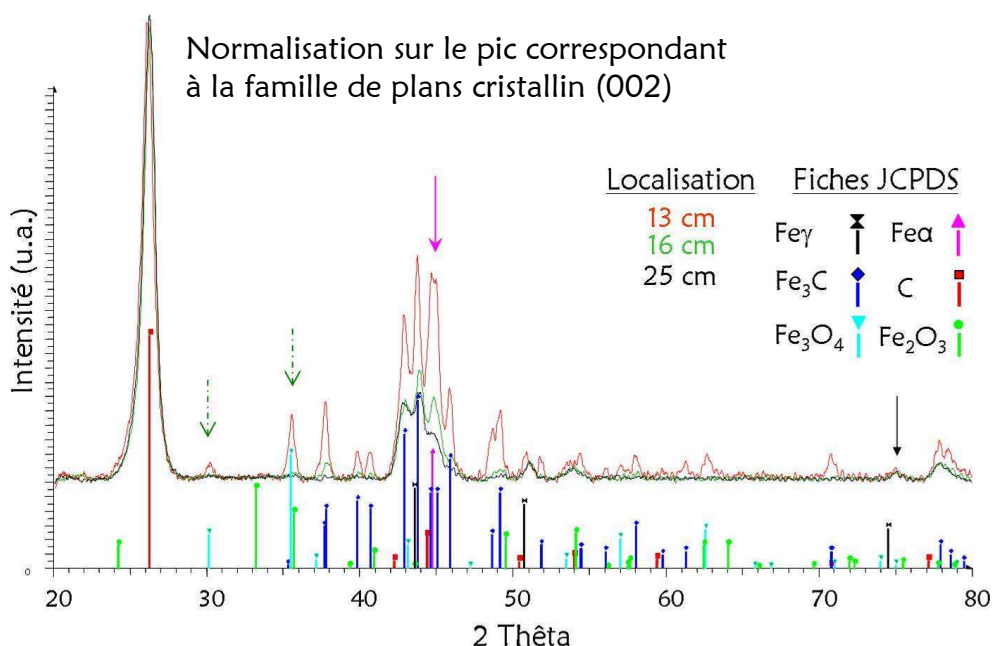 Normalisation sur le pic correspondant
à la famille de plans cristallin (002)
Localisation
13 cm
16 cm
25 cm
Fiches JCPDS
Feγ
Feα
Fe₃C
C
Fe₃O₄
Fe₂O₃
Intensité (u.a.)
0
20 30 40 50 60 70 80
2 Thêta